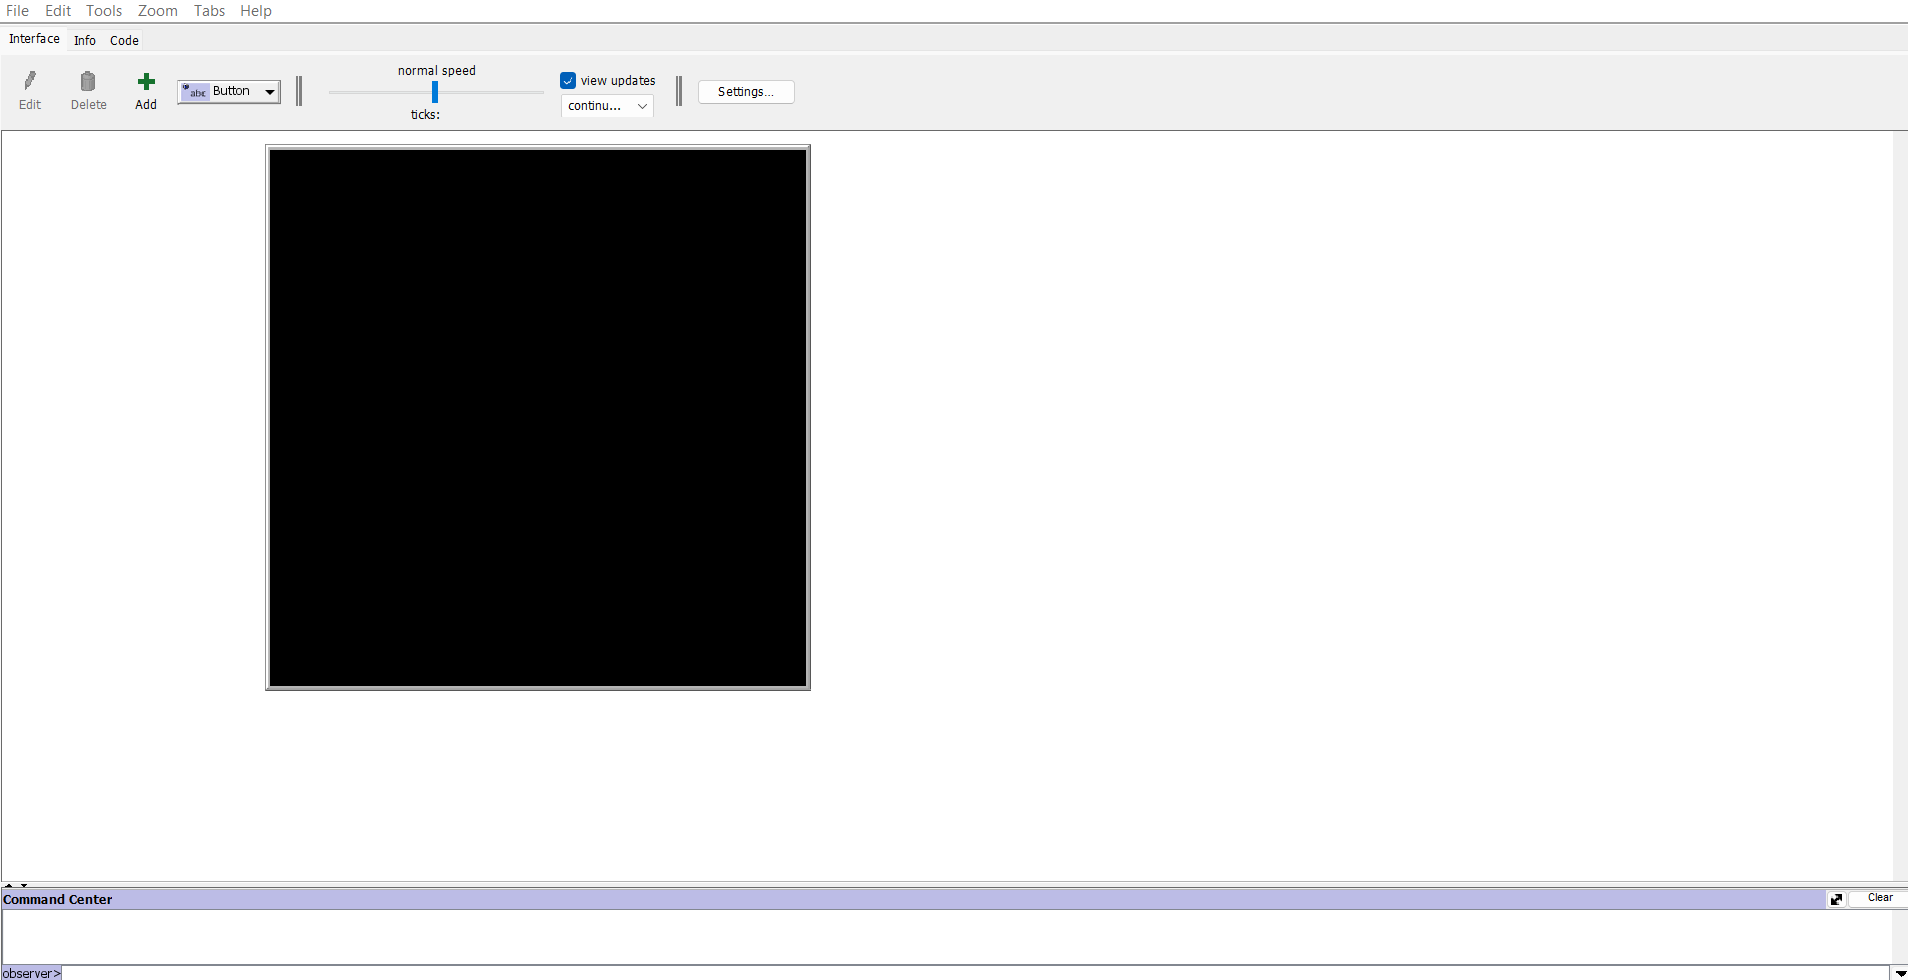 File Edit Tools Zoom Tabs Help
Interface Info Code
normal speed
view updates
Edit Delete Add abc Button continu... Settings...
ticks:
Command Center Clear
observer>